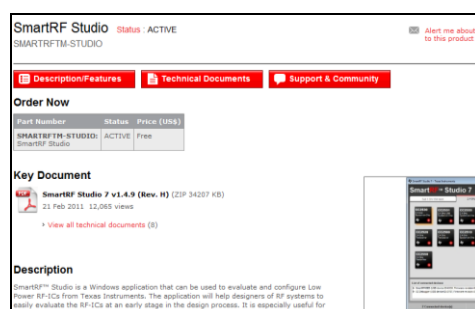 SmartRF Studio Status : ACTIVE
SMARTRFTM-STUDIO
Alert me about
to this product
Description/Features
Technical Documents
Support & Community
Order Now
Part Number Status Price (US$)
SMARTRFTM-STUDIO: ACTIVE Free
SmartRF Studio
Key Document
SmartRF Studio 7 v1.4.9 (Rev. H) (ZIP 34207 KB)
21 Feb 2011 12,065 views
View all technical documents (8)
SmartRF™ Studio 7
Description
SmartRF™ Studio is a Windows application that can be used to evaluate and configure Low
Power RF-ICs from Texas Instruments. The application will help designers of RF systems to
easily evaluate the RF-ICs at an early stage in the design process. It is especially useful for